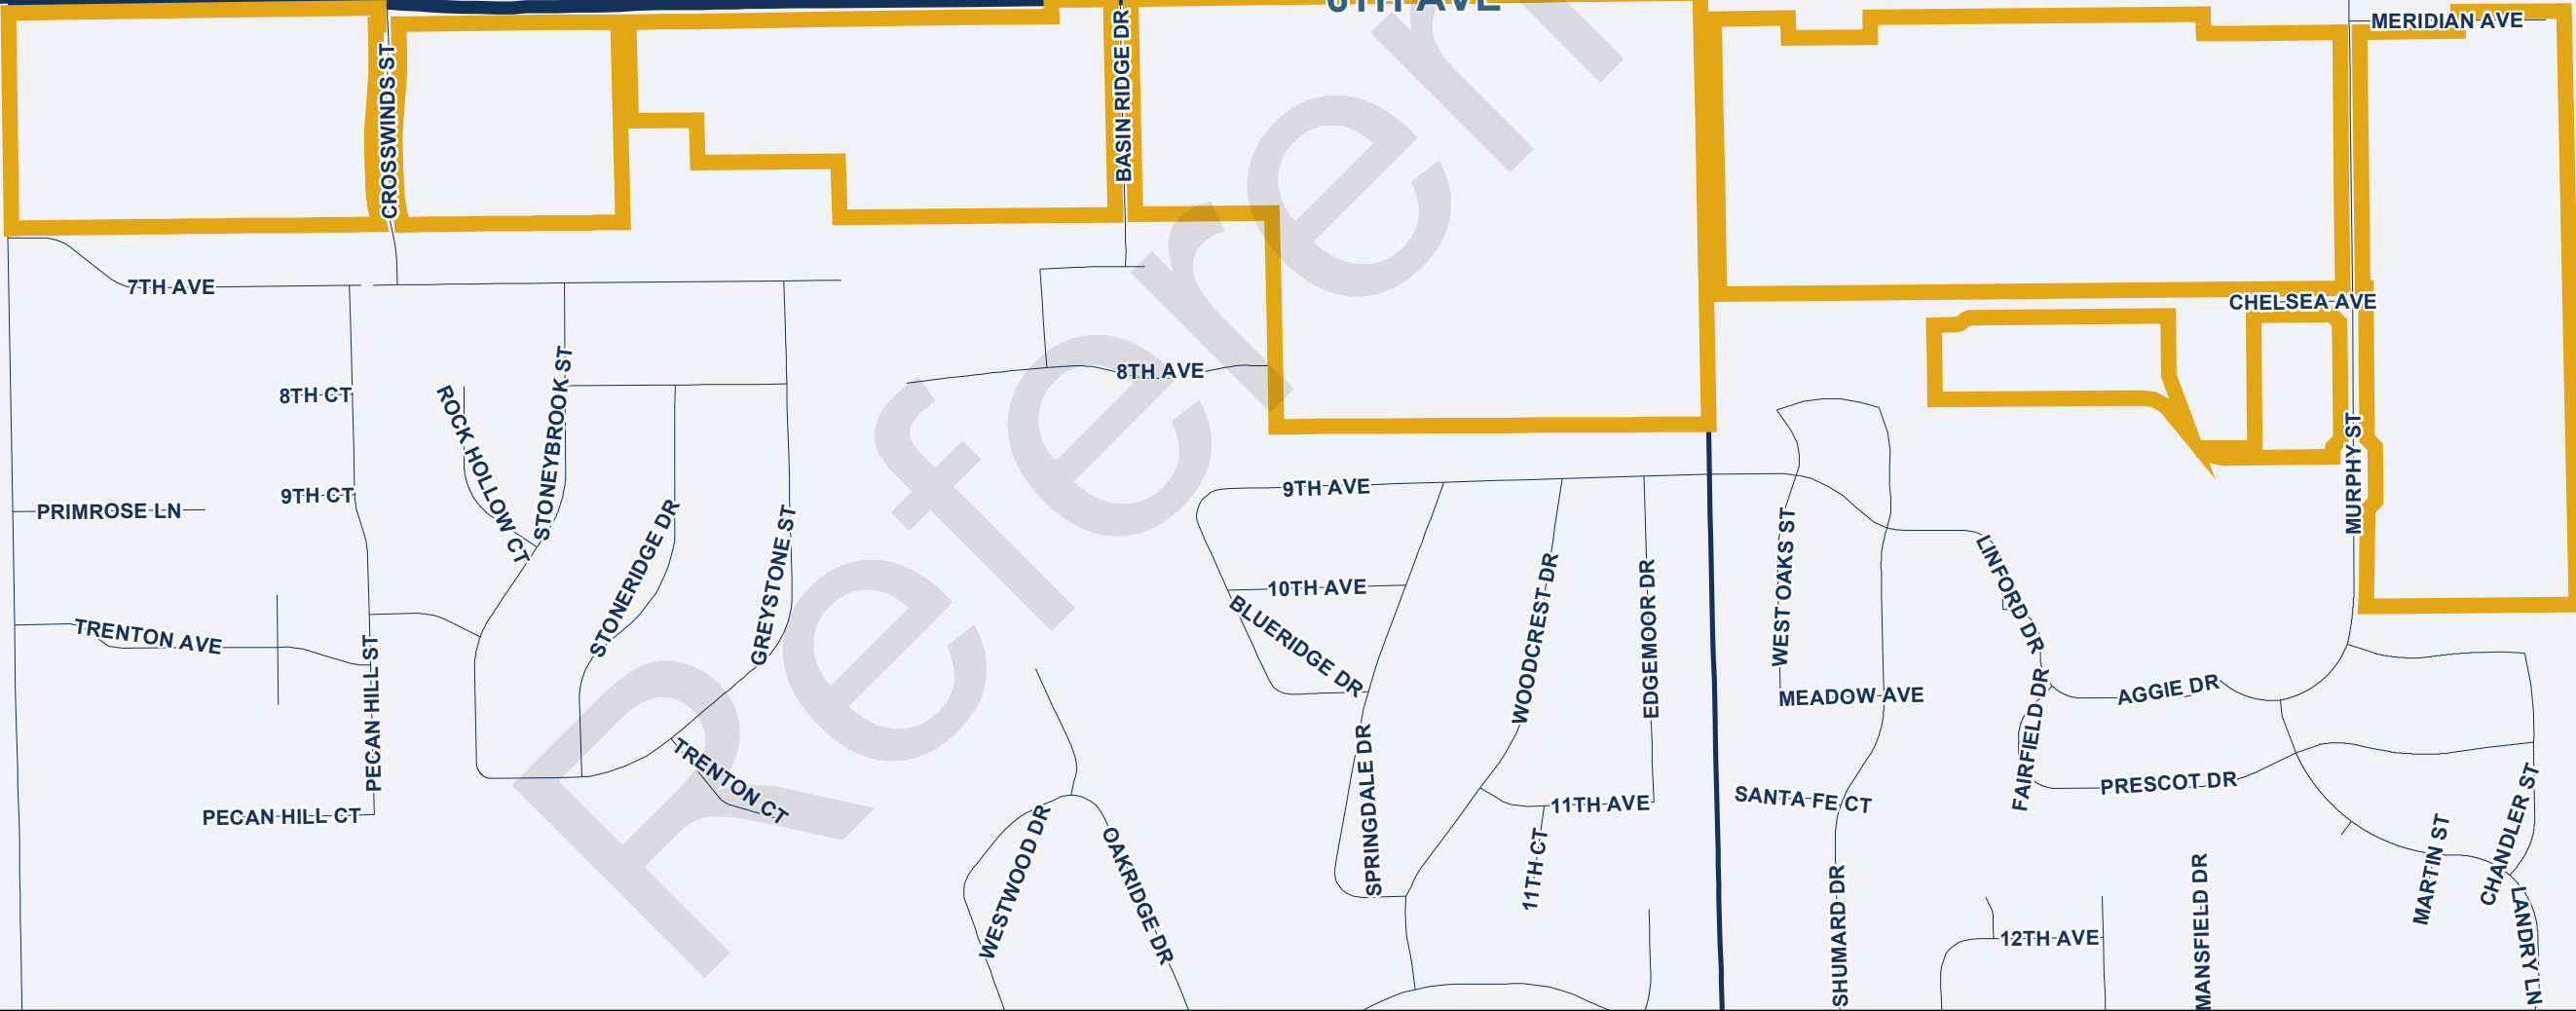 6TH AVE
MERIDIAN AVE
CROSSWINDS ST
BASIN RIDGE DR
7TH AVE
CHELSEA AVE
8TH AVE
8TH CT
ROCK HOLLOW CT
STONEYBROOK ST
MURPHY ST
9TH CT
9TH AVE
PRIMROSE LN
STONERIDGE DR
GREYSTONE ST
WEST OAKS ST
LINFORD DR
10TH AVE
BLUERIDGE DR
WOODCREST DR
EDGEMOOR DR
TRENTON AVE
PECAN HILL ST
MEADOW AVE
AGGIE DR
FAIRFIELD DR
TRENTON CT
SPRINGDALE DR
PRESCOT DR
SANTA FE CT
11TH AVE
PECAN HILL CT
11TH CT
WESTWOOD DR
OAKRIDGE DR
MARTIN ST
CHANDLER ST
SHUMARD DR
12TH AVE
MANSFIELD DR
LANDRY LN
Referen